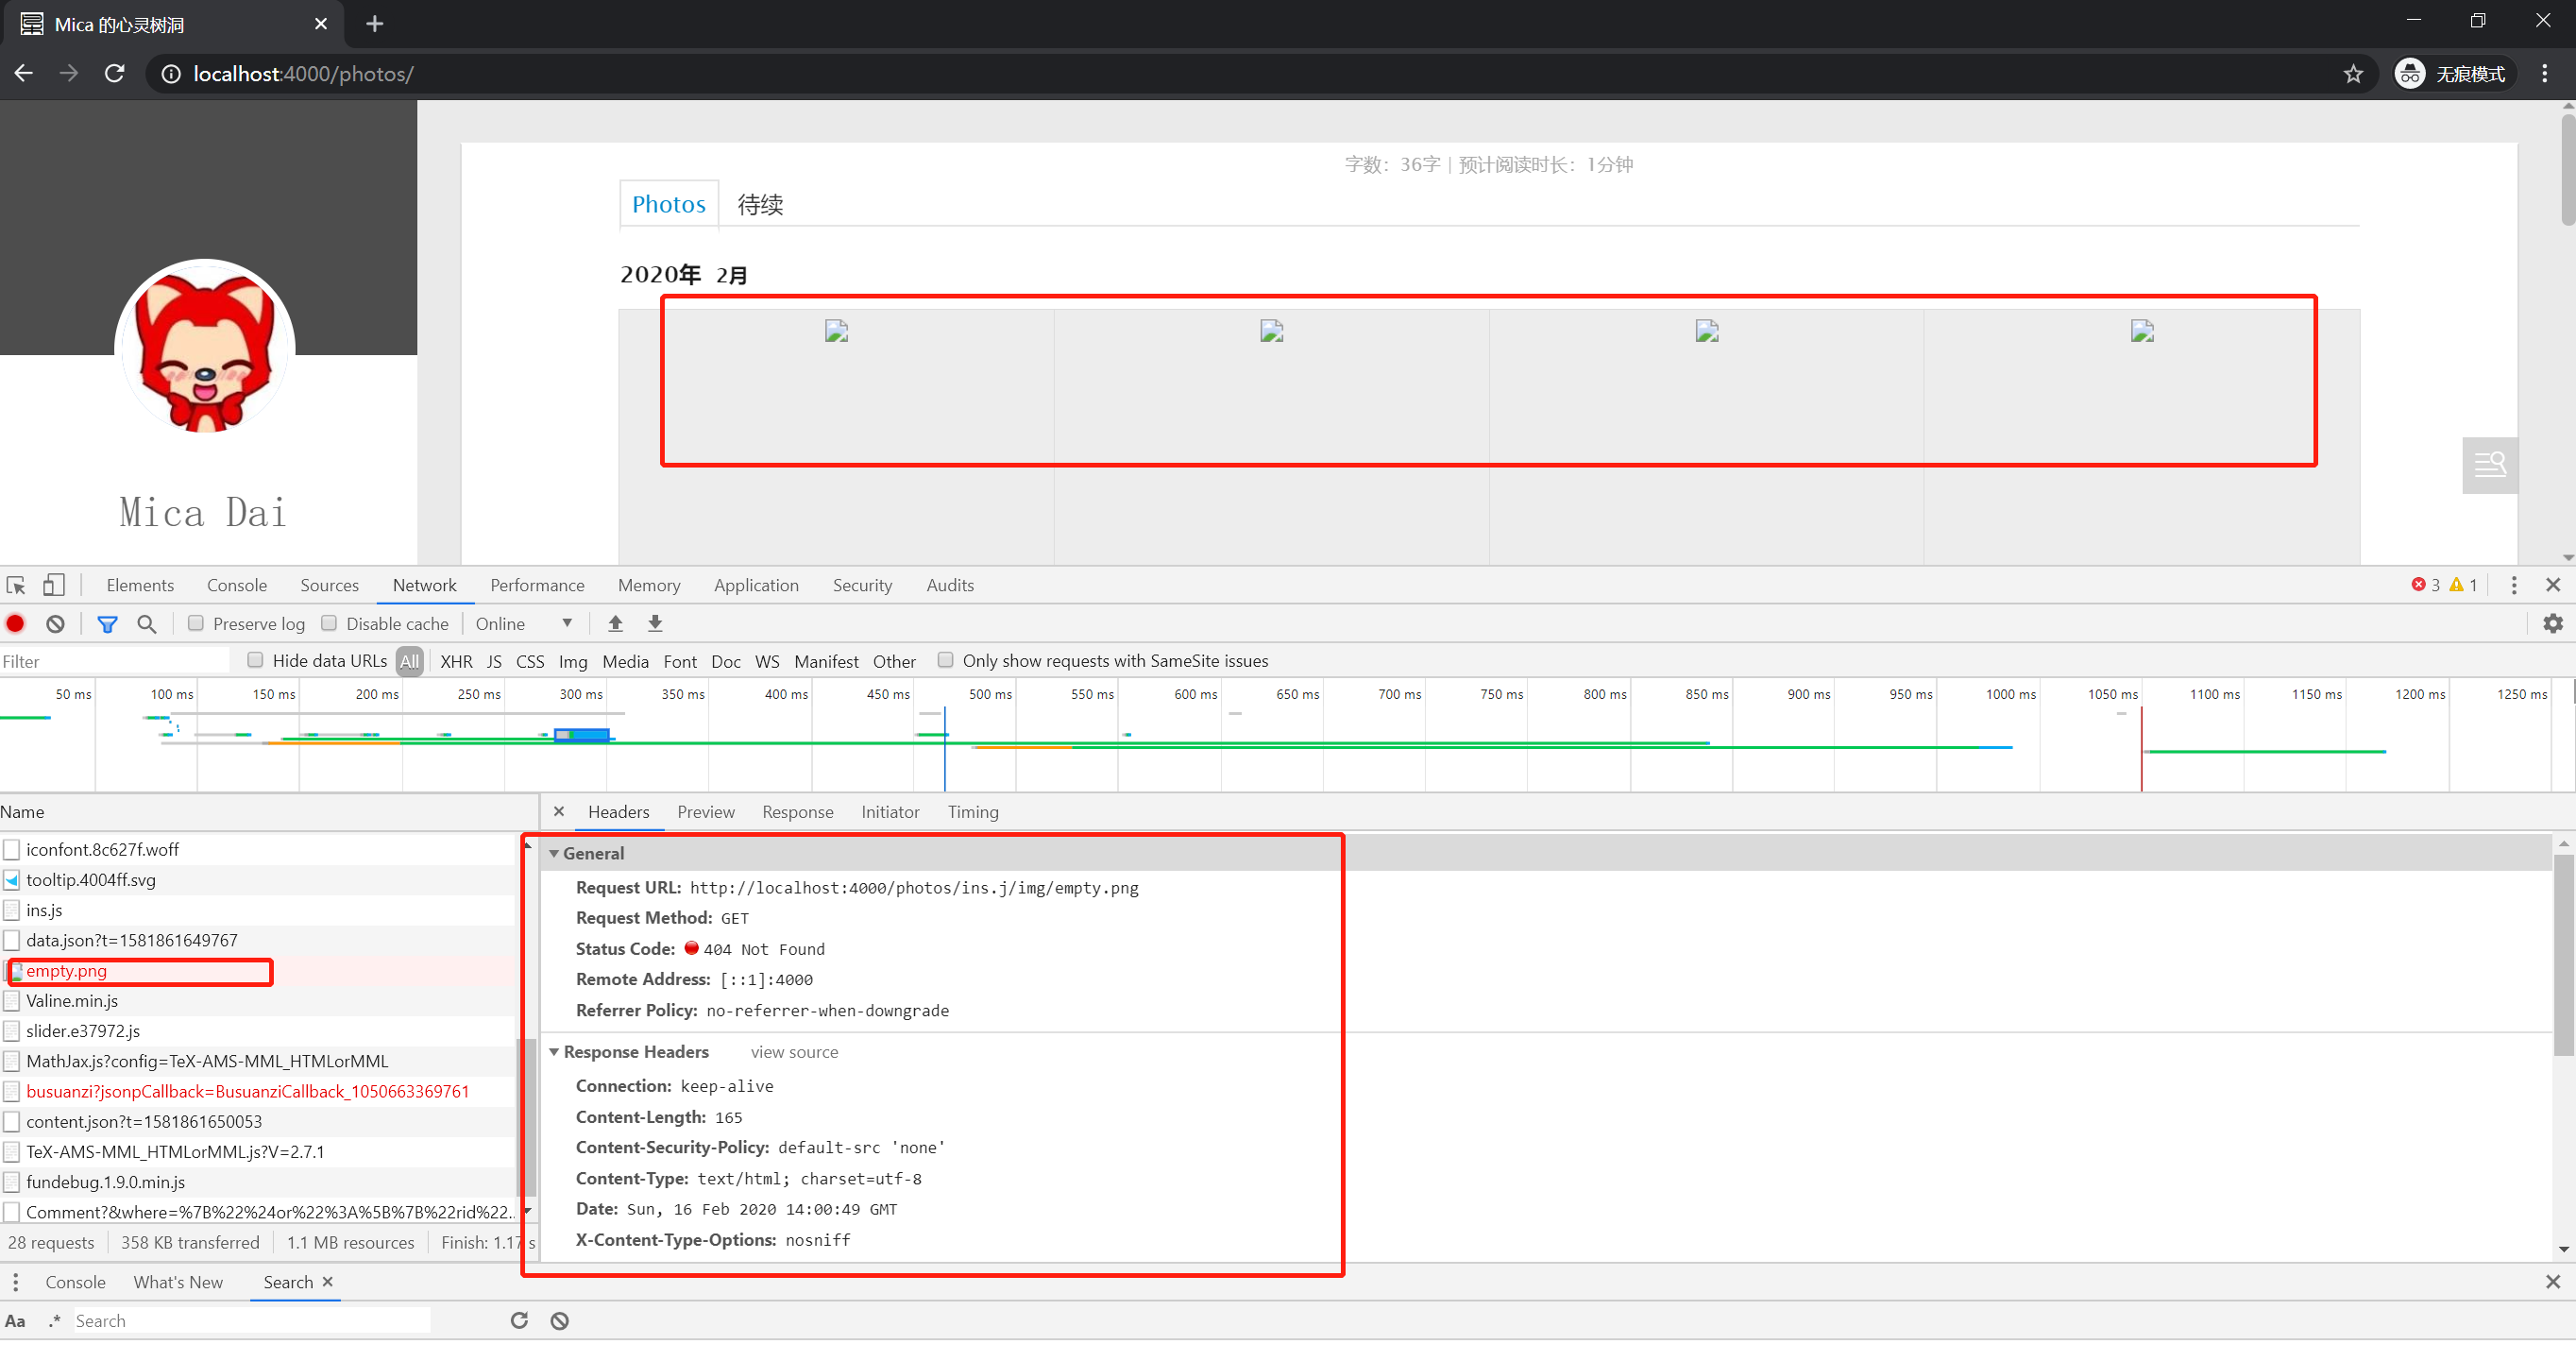 Mica 的心灵树洞
localhost:4000/photos/
无痕模式
字数：36字 | 预计阅读时长：1分钟
Photos 待续
2020年 2月
Mica Dai
Elements Console Sources Network Performance Memory Application Security Audits 3 1
Preserve log Disable cache Online
Filter Hide data URLs All XHR JS CSS Img Media Font Doc WS Manifest Other Only show requests with SameSite issues
50 ms 100 ms 150 ms 200 ms 250 ms 300 ms 350 ms 400 ms 450 ms 500 ms 550 ms 600 ms 650 ms 700 ms 750 ms 800 ms 850 ms 900 ms 950 ms 1000 ms 1050 ms 1100 ms 1150 ms 1200 ms 1250 ms
Name
iconfont.8c627f.woff
tooltip.4004ff.svg
ins.js
data.json?t=1581861649767
empty.png
Valine.min.js
slider.e37972.js
MathJax.js?config=TeX-AMS-MML_HTMLorMML
busuanzi?jsonpCallback=BusuanziCallback_1050663369761
content.json?t=1581861650053
TeX-AMS-MML_HTMLorMML.js?V=2.7.1
fundebug.1.9.0.min.js
Comment?&where=%7B%22%24or%22%3A%5B%7B%22rid%22...
28 requests 358 KB transferred 1.1 MB resources Finish: 1.17 s
Headers Preview Response Initiator Timing
General
Request URL: http://localhost:4000/photos/ins.j/img/empty.png
Request Method: GET
Status Code: 404 Not Found
Remote Address: [::1]:4000
Referrer Policy: no-referrer-when-downgrade
Response Headers view source
Connection: keep-alive
Content-Length: 165
Content-Security-Policy: default-src 'none'
Content-Type: text/html; charset=utf-8
Date: Sun, 16 Feb 2020 14:00:49 GMT
X-Content-Type-Options: nosniff
Console What's New Search
Aa .* Search